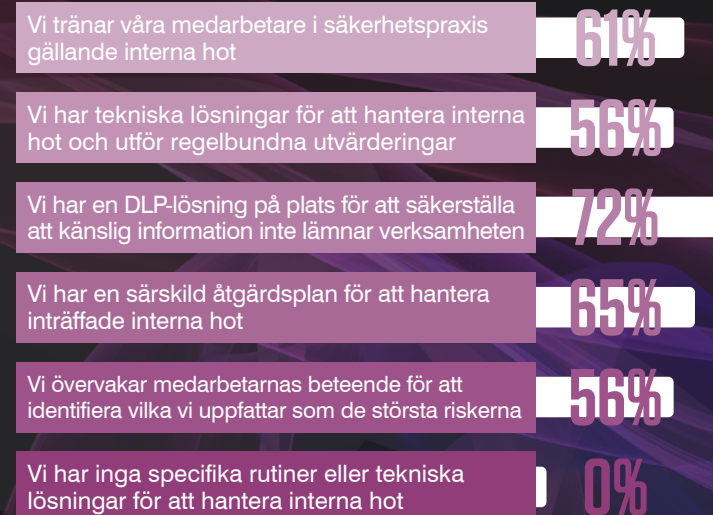 Vi tränar våra medarbetare i säkerhetspraxis
gällande interna hot
61%
Vi har tekniska lösningar för att hantera interna
hot och utför regelbundna utvärderingar
56%
Vi har en DLP-lösning på plats för att säkerställa
att känslig information inte lämnar verksamheten
72%
Vi har en särskild åtgärdsplan för att hantera
inträffade interna hot
65%
Vi övervakar medarbetarnas beteende för att
identifiera vilka vi uppfattar som de största riskerna
56%
Vi har inga specifika rutiner eller tekniska
lösningar för att hantera interna hot
0%